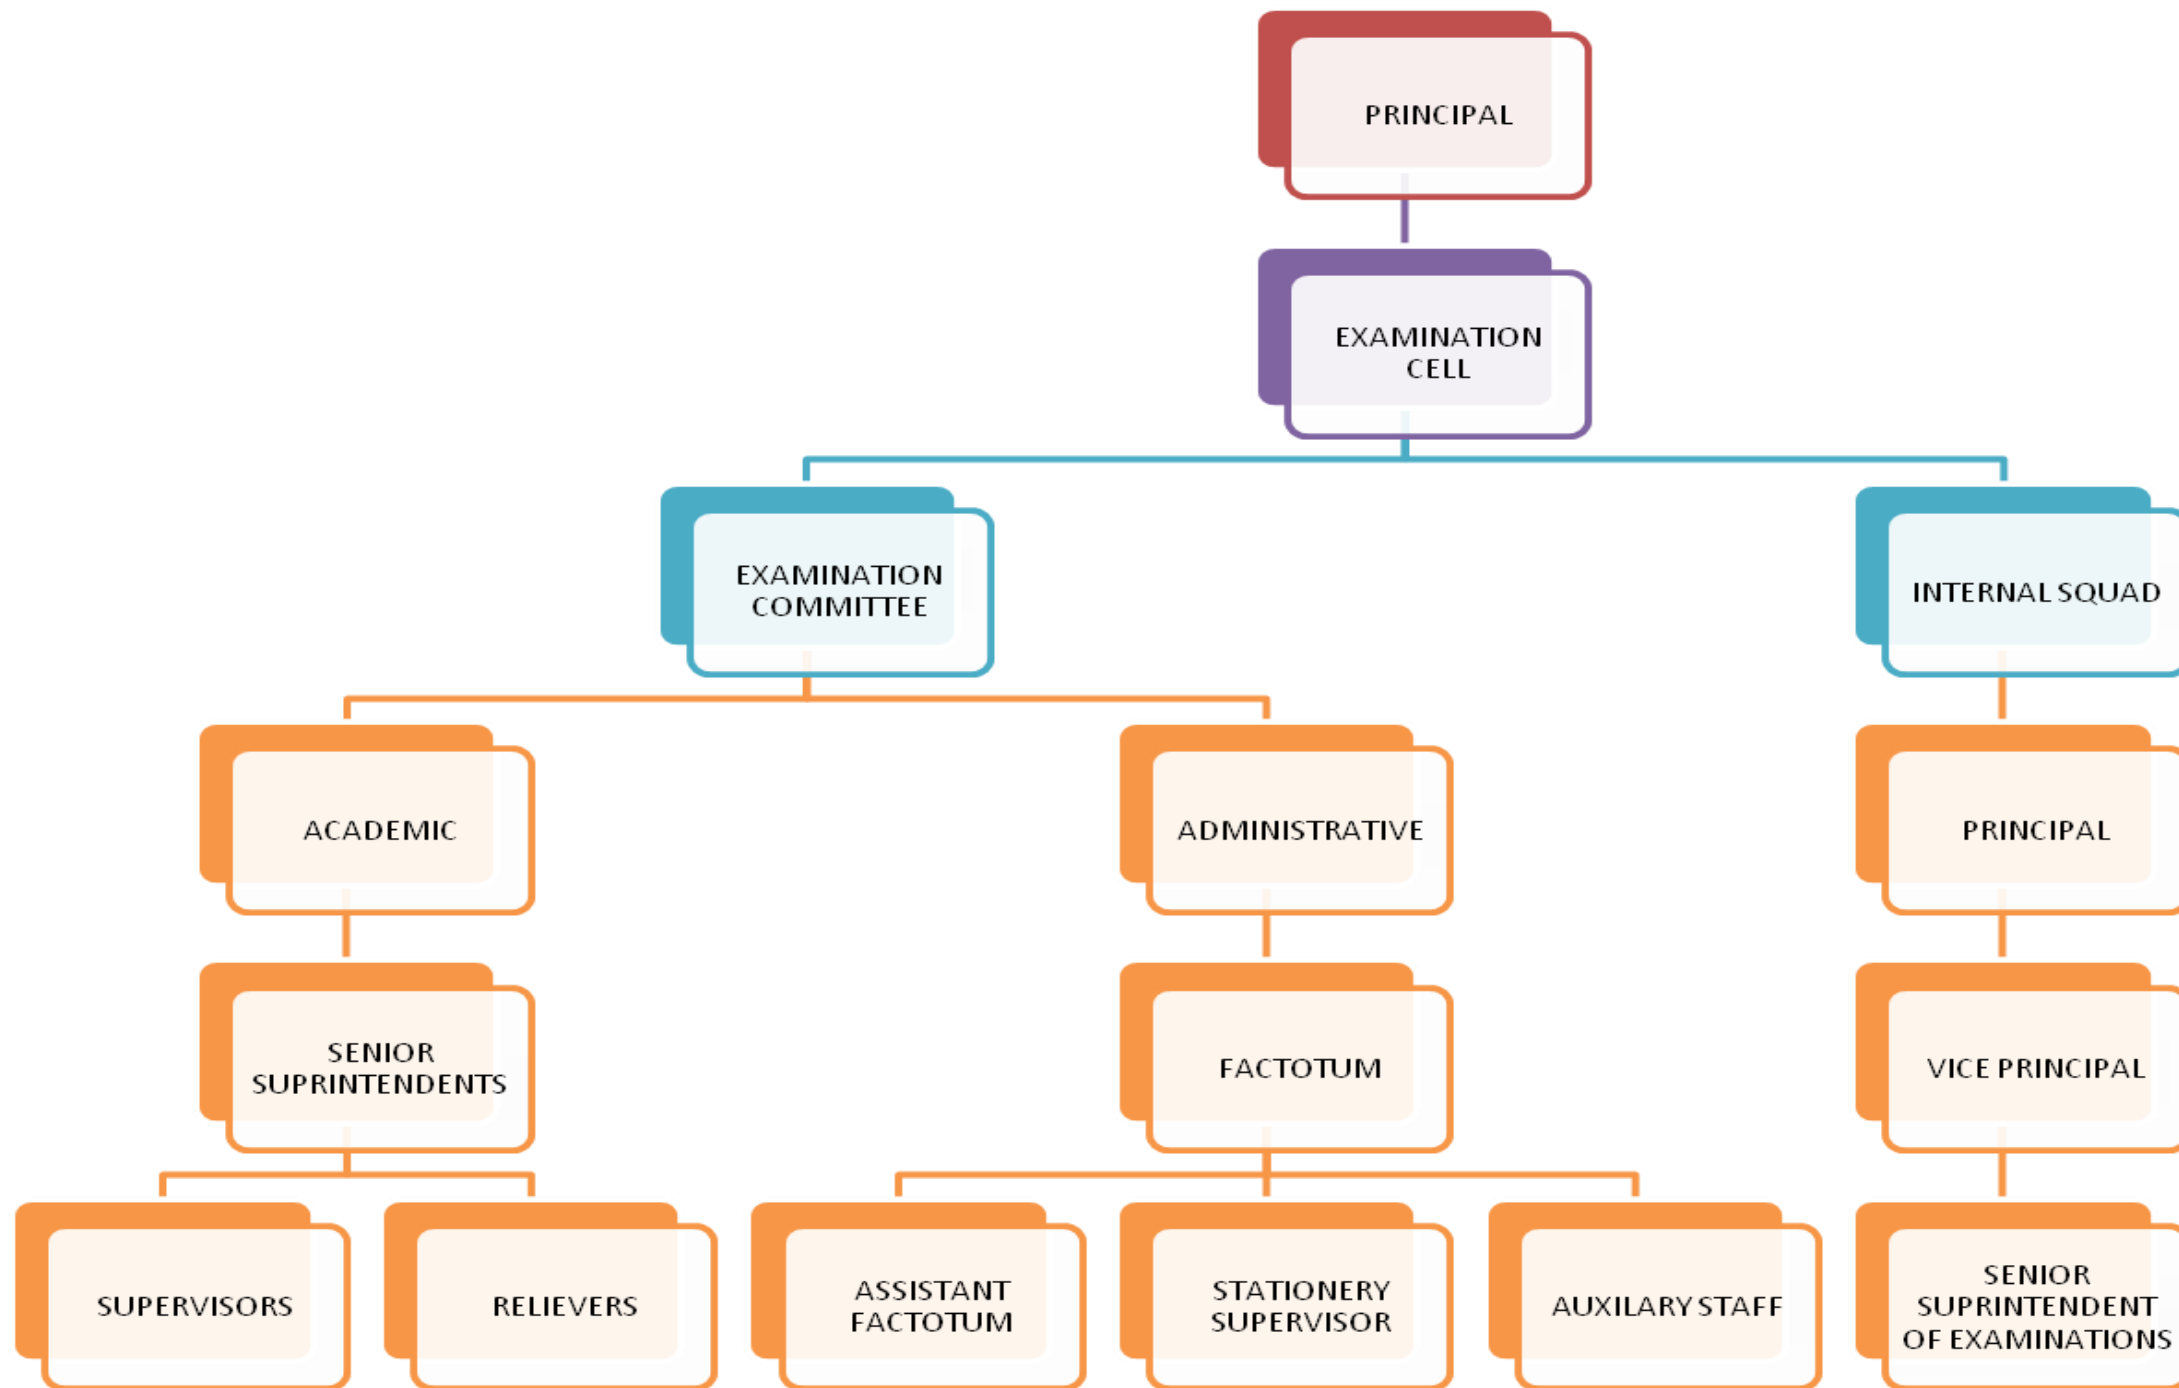 PRINCIPAL
EXAMINATION
CELL
EXAMINATION
COMMITTEE
INTERNAL SQUAD
ACADEMIC
ADMINISTRATIVE
PRINCIPAL
SENIOR
SUPRINTENDENTS
FACTOTUM
VICE PRINCIPAL
SUPERVISORS
RELIEVERS
ASSISTANT
FACTOTUM
STATIONERY
SUPERVISOR
AUXILARY STAFF
SENIOR
SUPRINTENDENT
OF EXAMINATIONS